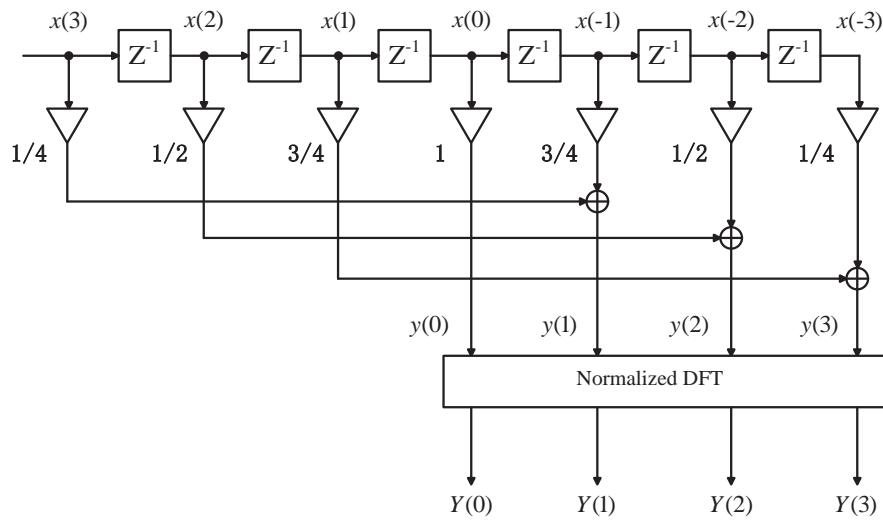 x(3) x(2) x(1) x(0) x(-1) x(-2) x(-3)
Z⁻¹ Z⁻¹ Z⁻¹ Z⁻¹ Z⁻¹ Z⁻¹
1/4 1/2 3/4 1 3/4 1/2 1/4
y(0) y(1) y(2) y(3)
Normalized DFT
Y(0) Y(1) Y(2) Y(3)